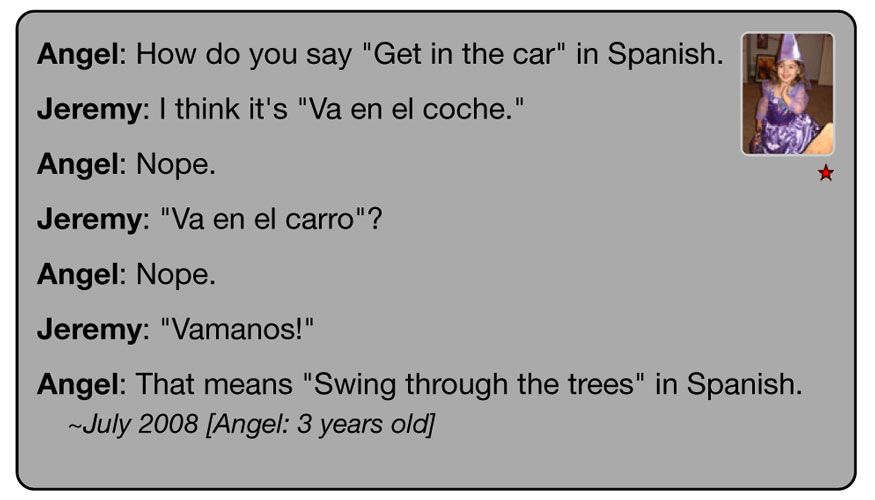 Angel: How do you say "Get in the car" in Spanish.
Jeremy: I think it's "Va en el coche."
Angel: Nope.
Jeremy: "Va en el carro"?
Angel: Nope.
Jeremy: "Vamanos!"
Angel: That means "Swing through the trees" in Spanish.
~July 2008 [Angel: 3 years old]